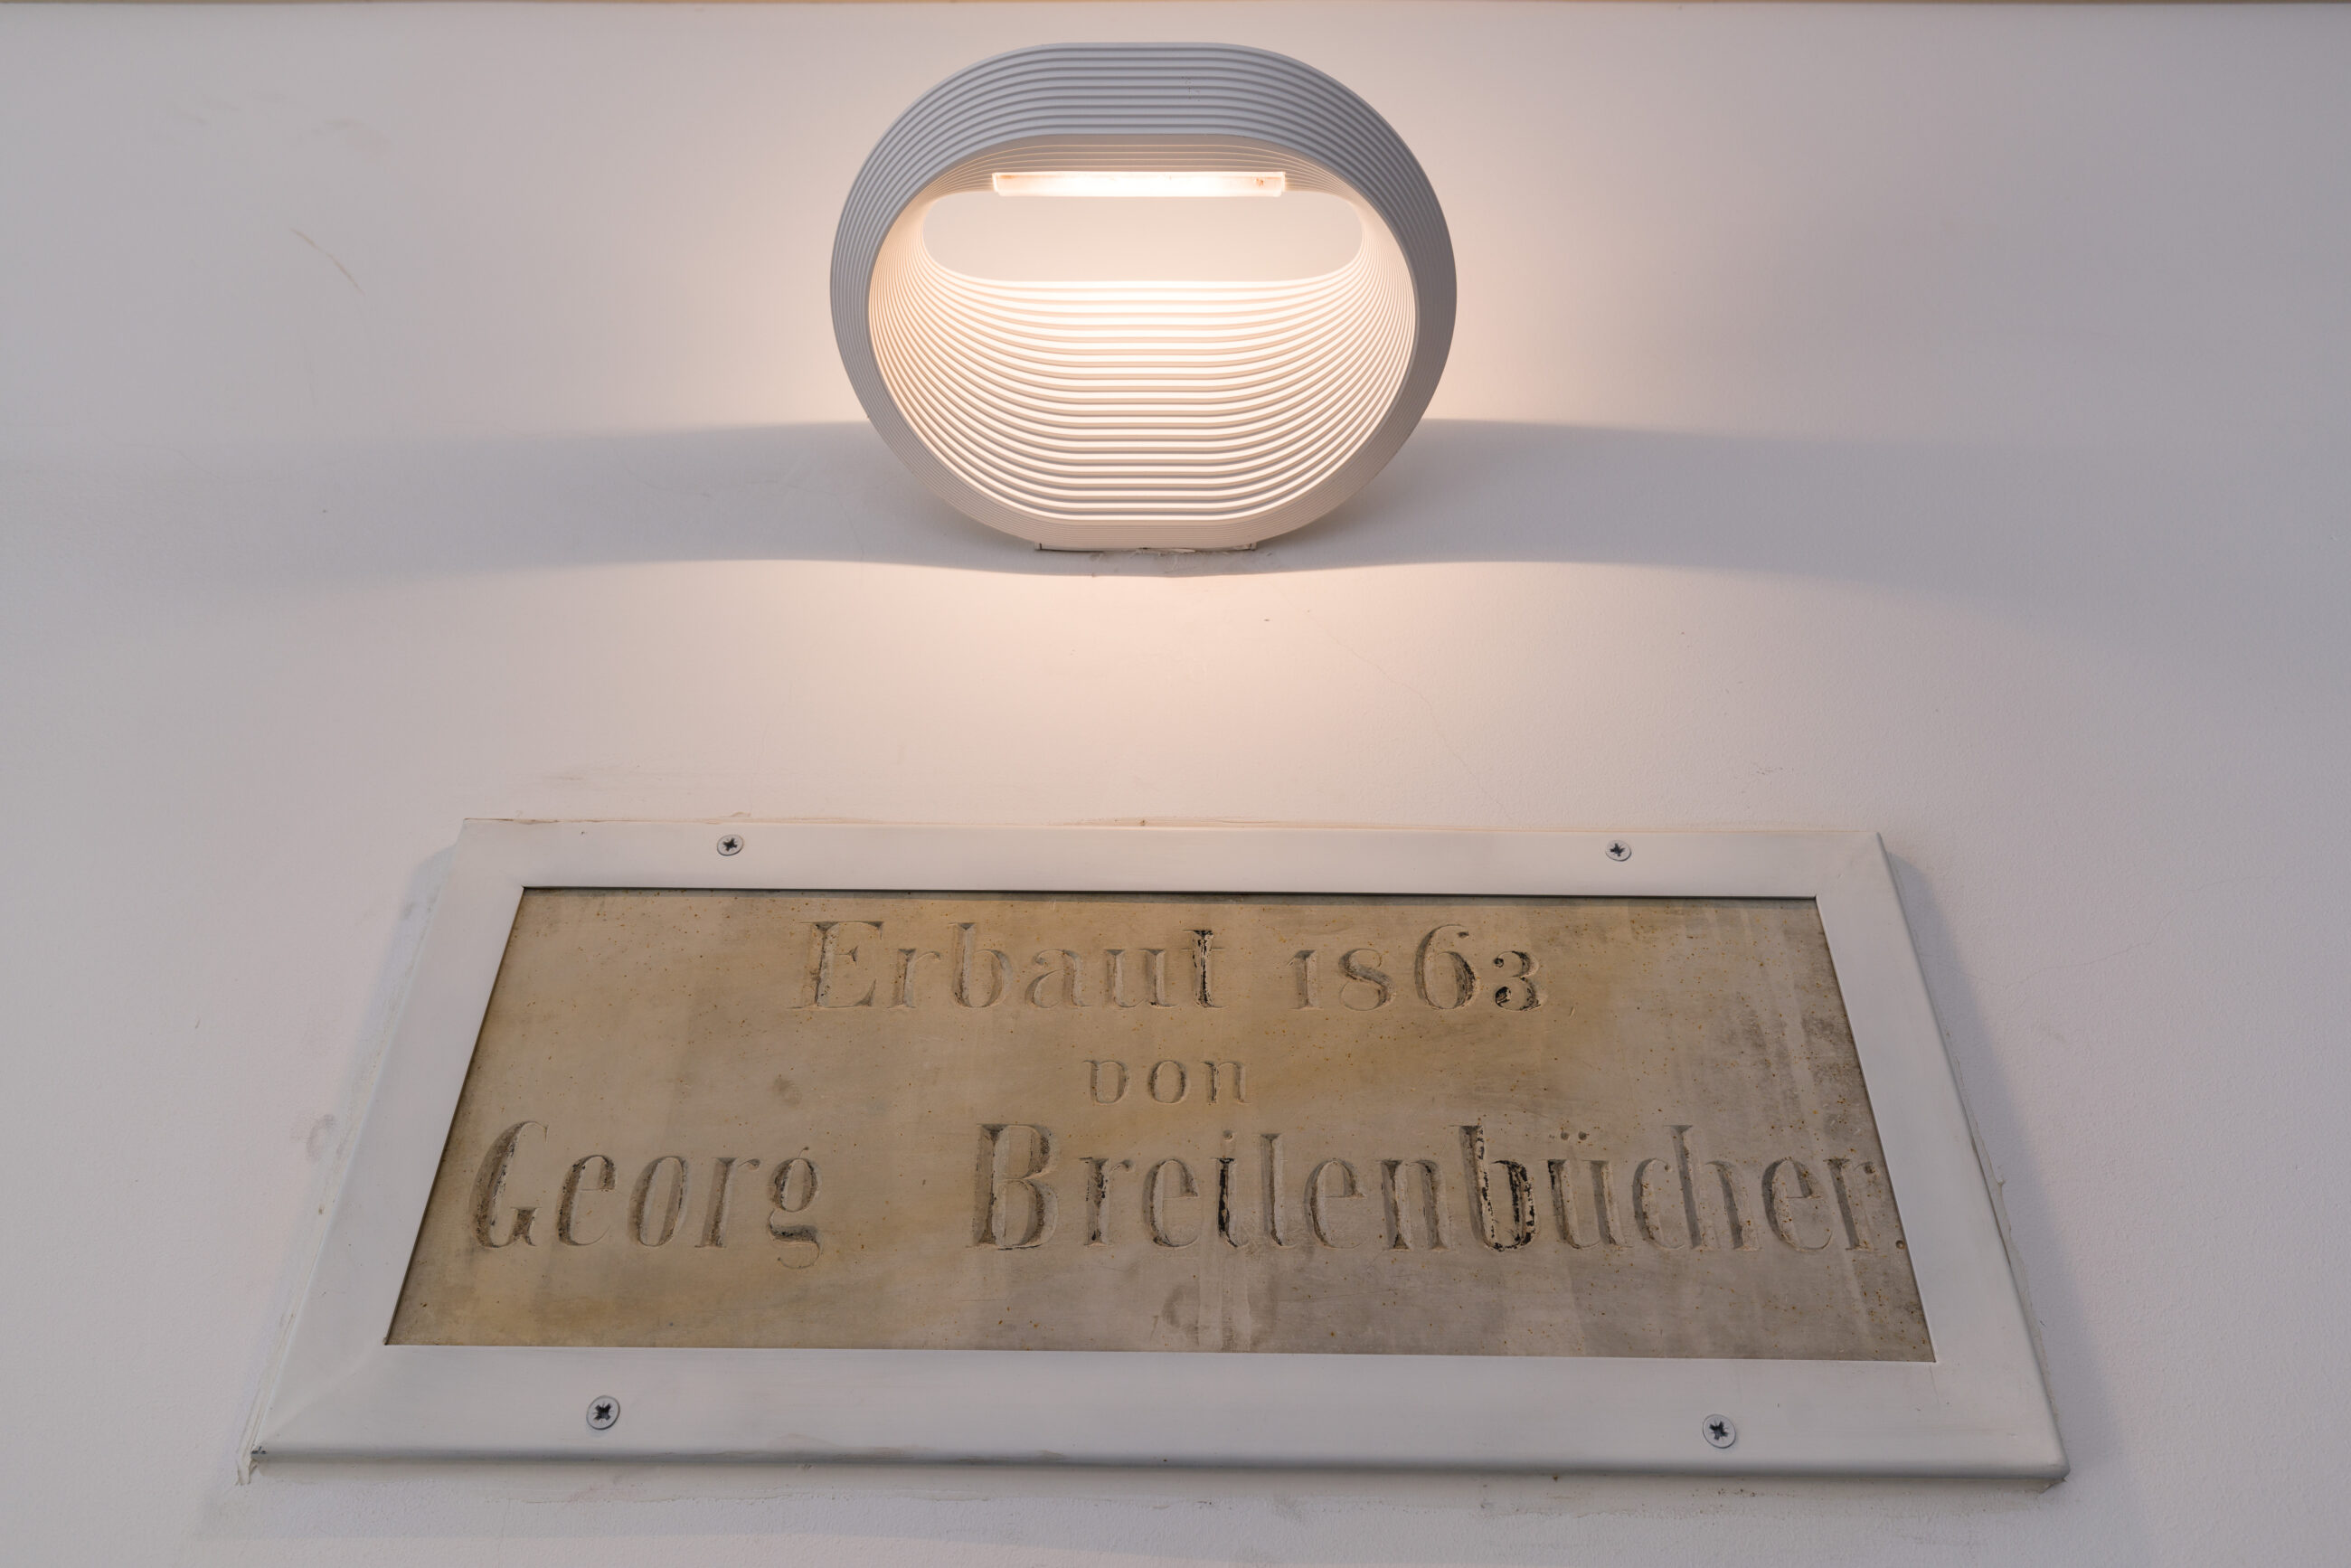 Erbaut 1863
von
Georg Breitenbücher